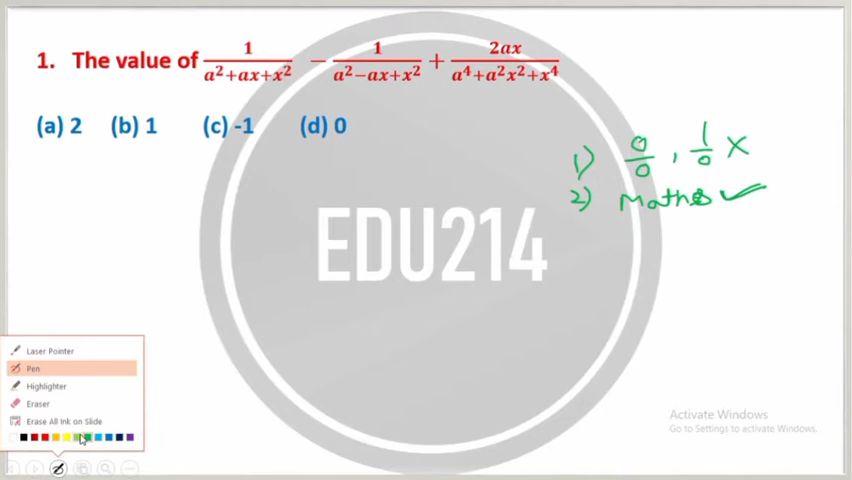 1. The value of 1/(a²+ax+x²) − 1/(a²−ax+x²) + 2ax/(a⁴+a²x²+x⁴)
(a) 2 (b) 1 (c) -1 (d) 0
1) 0/0 , 1/0 X
2) Maths ✓
EDU214
Laser Pointer
Pen
Highlighter
Eraser
Erase All Ink on Slide
Activate Windows
Go to Settings to activate Windows.